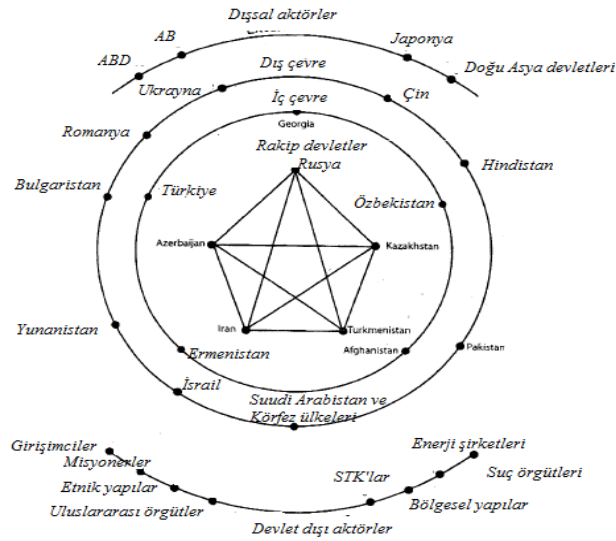 Dışsal aktörler
AB
Japonya
ABD
Doğu Asya devletleri
Dış çevre
Ukrayna
Çin
İç çevre
Georgia
Romanya
Rakip devletler
Rusya
Hindistan
Bulgaristan
Türkiye
Özbekistan
Azerbaijan
Kazakhstan
Yunanistan
Iran
Turkmenistan
Ermenistan
Afghanistan
Pakistan
İsrail
Suudi Arabistan ve
Körfez ülkeleri
Girişimciler
Enerji şirketleri
Misyonerler
STK'lar
Suç örgütleri
Etnik yapılar
Bölgesel yapılar
Uluslararası örgütler
Devlet dışı aktörler